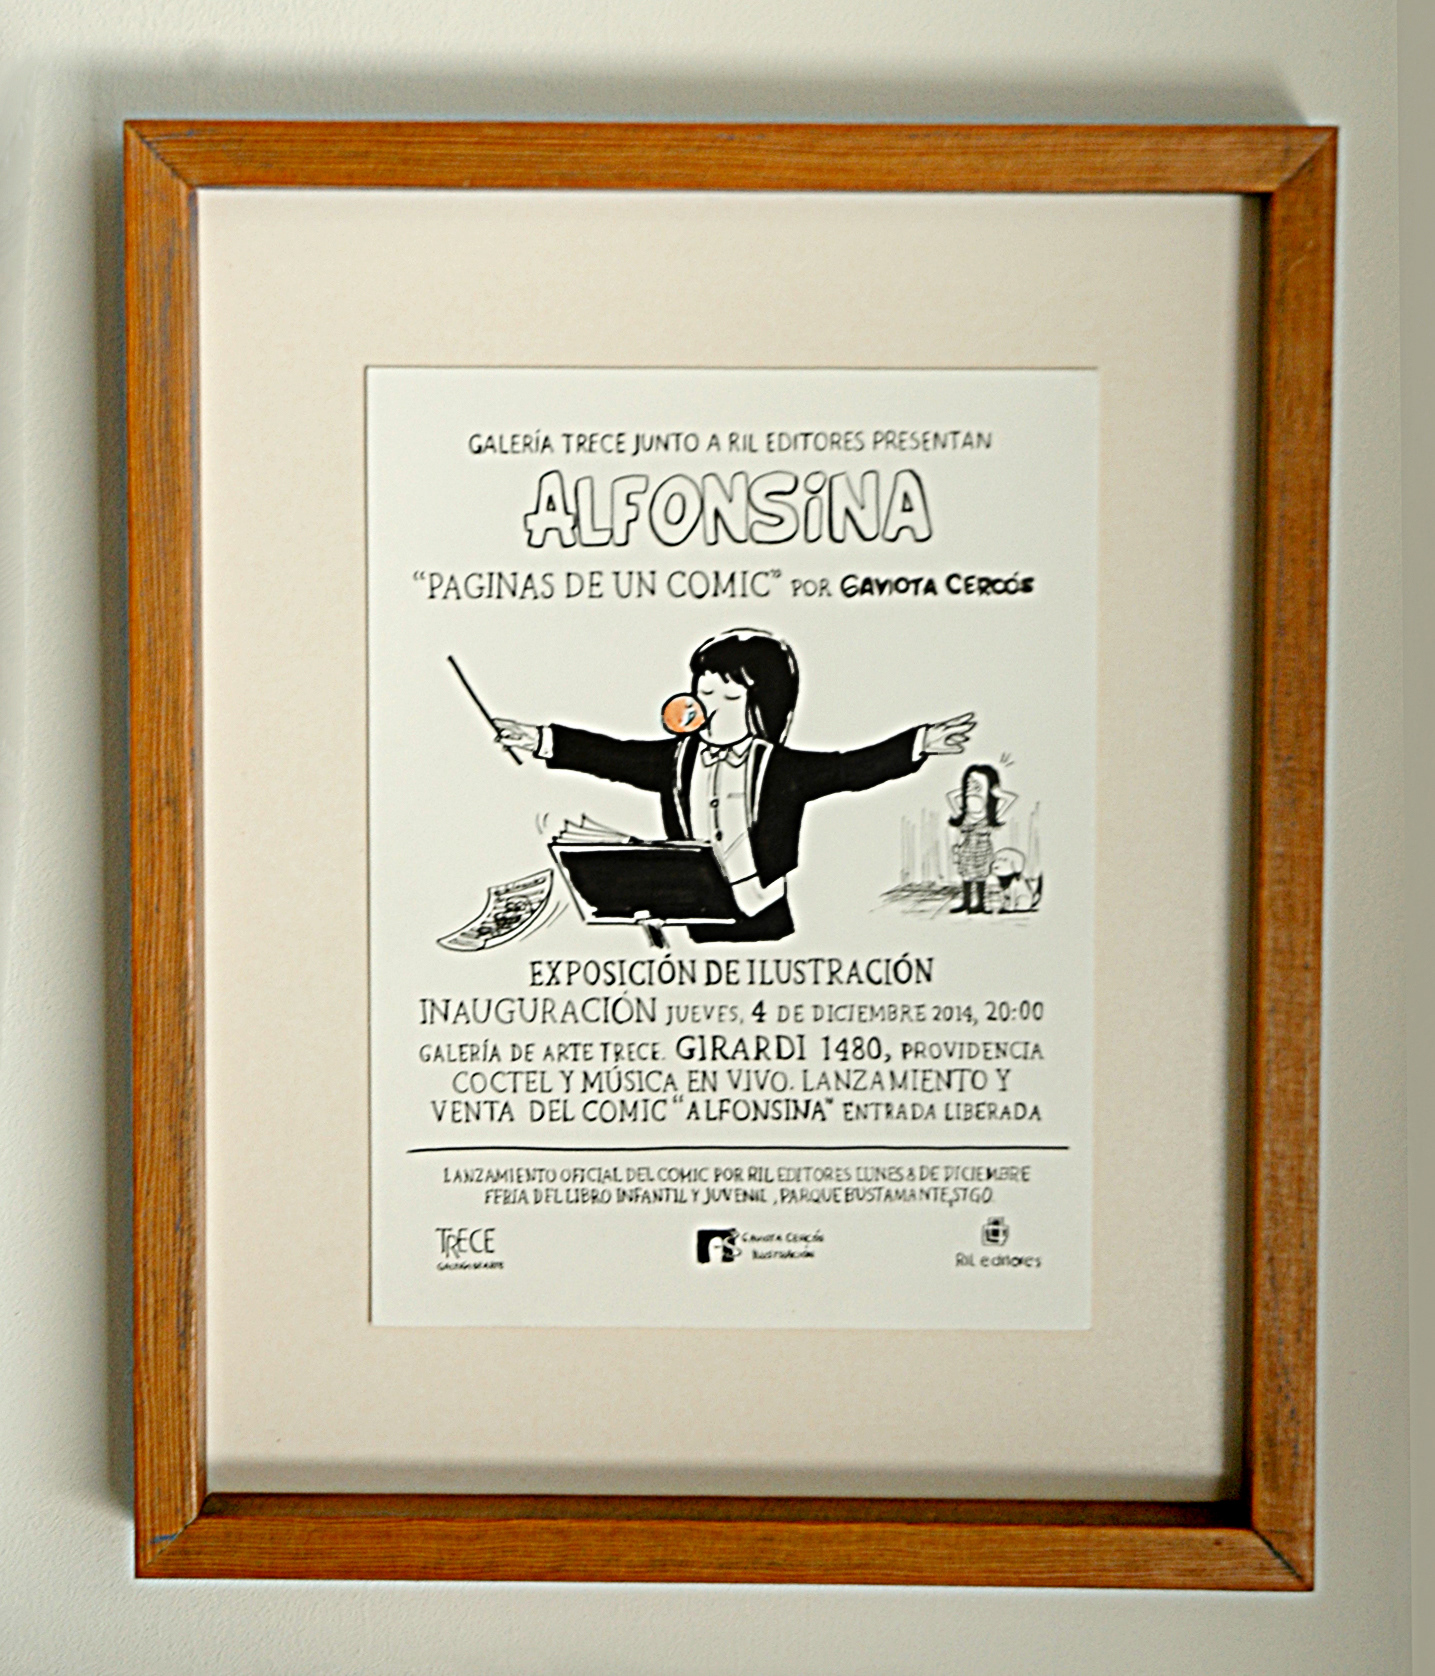 GALERÍA TRECE JUNTO A RIL EDITORES PRESENTAN
ALFONSiNA
"PAGINAS DE UN COMIC" POR GAVIOTA CERCÓS
EXPOSICIÓN DE ILUSTRACIÓN
INAUGURACIÓN JUEVES, 4 DE DICIEMBRE 2014, 20:00
GALERÍA DE ARTE TRECE. GIRARDI 1480, PROVIDENCIA
COCTEL Y MÚSICA EN VIVO. LANZAMIENTO Y
VENTA DEL COMIC "ALFONSINA" ENTRADA LIBERADA
LANZAMIENTO OFICIAL DEL COMIC POR RIL EDITORES LUNES 8 DE DICIEMBRE
FERIA DEL LIBRO INFANTIL Y JUVENIL, PARQUE BUSTAMANTE, STGO.
TRECE
GALERIA DE ARTE
GAVIOTA CERCÓS
ILUSTRACIÓN
RiL editores